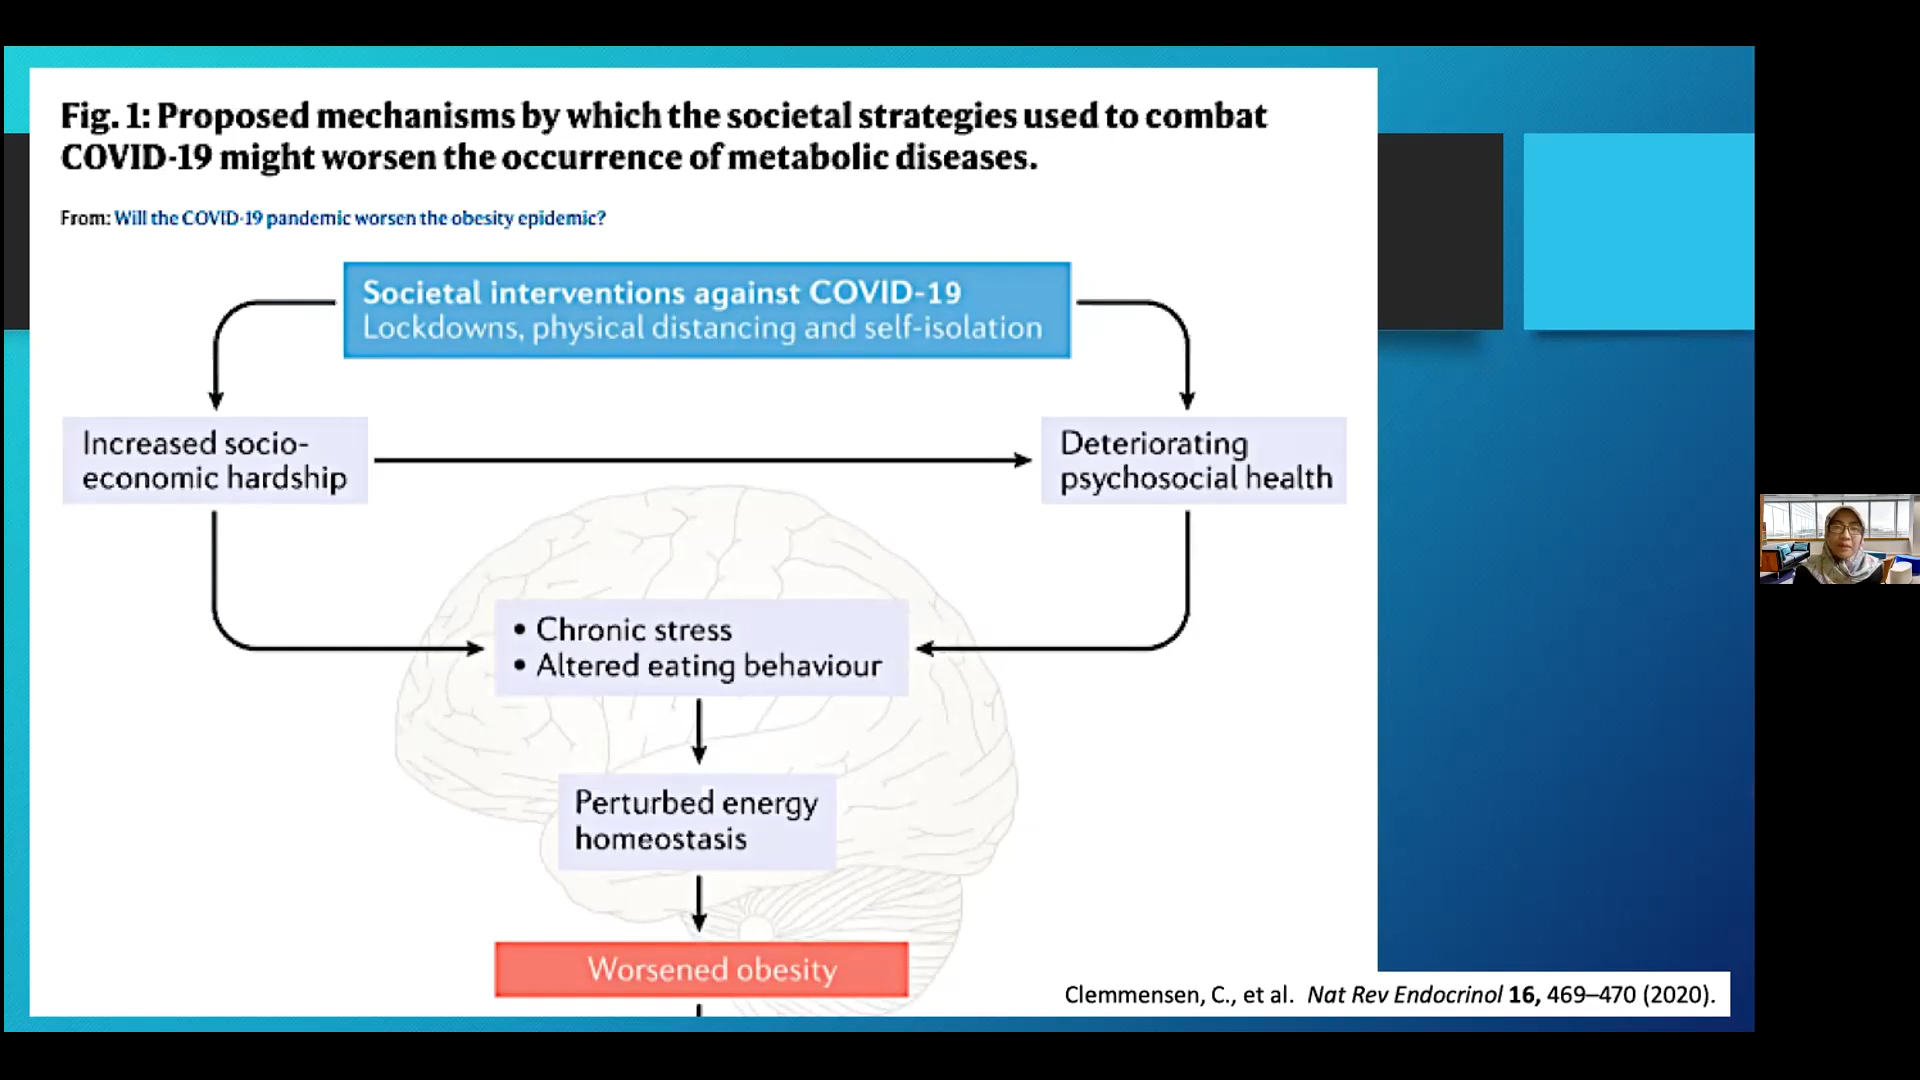 Fig. 1: Proposed mechanisms by which the societal strategies used to combat
COVID-19 might worsen the occurrence of metabolic diseases.
From: Will the COVID-19 pandemic worsen the obesity epidemic?
Societal interventions against COVID-19
Lockdowns, physical distancing and self-isolation
Increased socio-
economic hardship
Deteriorating
psychosocial health
• Chronic stress
• Altered eating behaviour
Perturbed energy
homeostasis
Worsened obesity
Clemmensen, C., et al. Nat Rev Endocrinol 16, 469–470 (2020).